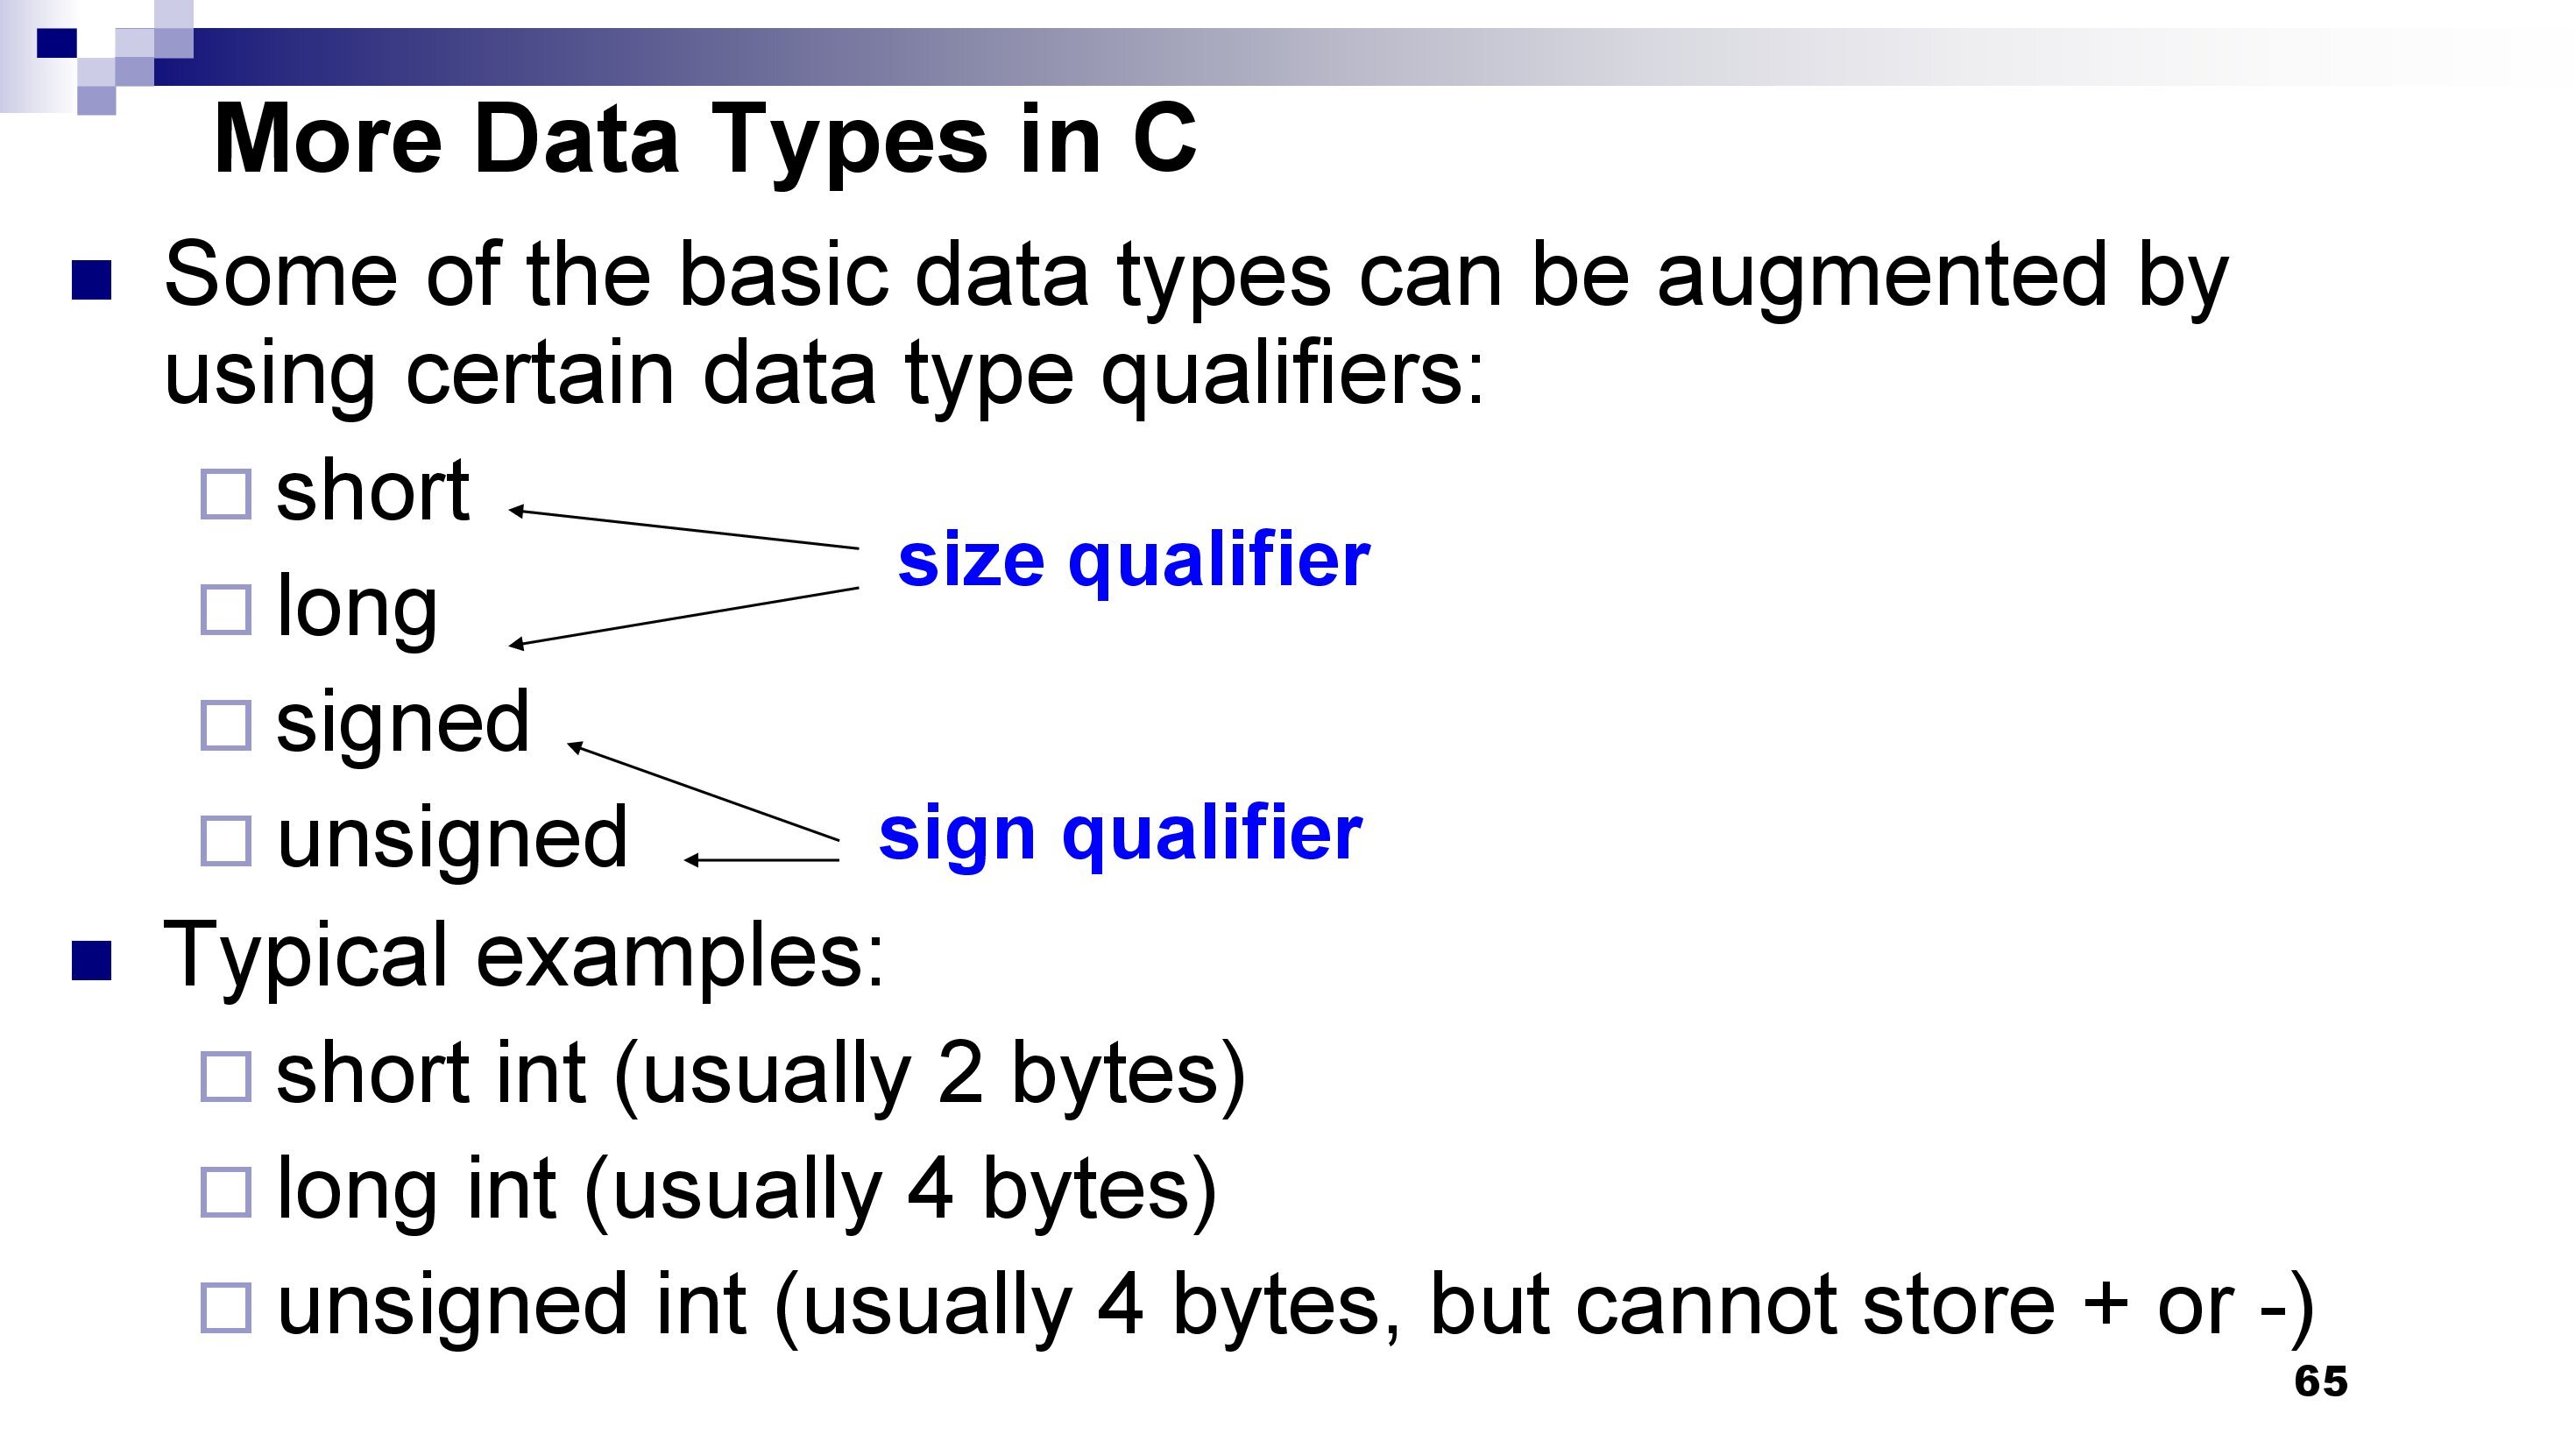 More Data Types in C
Some of the basic data types can be augmented by
using certain data type qualifiers:
short
size qualifier
long
signed
sign qualifier
unsigned
Typical examples:
short int (usually 2 bytes)
long int (usually 4 bytes)
unsigned int (usually 4 bytes, but cannot store + or -)
65